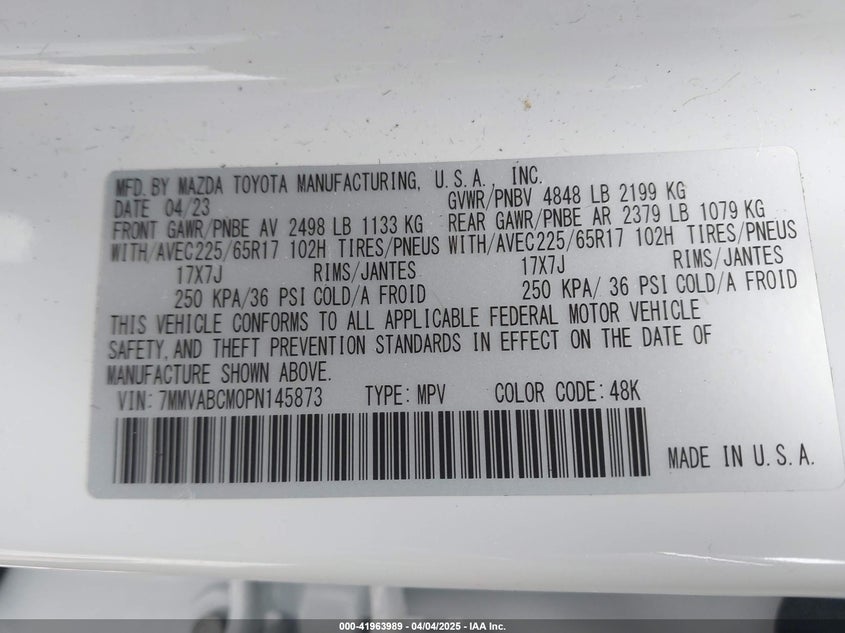 MFD. BY MAZDA TOYOTA MANUFACTURING, U.S.A. INC.
DATE 04/23 GVWR/PNBV 4848 LB 2199 KG
FRONT GAWR/PNBE AV 2498 LB 1133 KG REAR GAWR/PNBE AR 2379 LB 1079 KG
WITH/AVEC225/65R17 102H TIRES/PNEUS WITH/AVEC225/65R17 102H TIRES/PNEUS
17X7J RIMS/JANTES 17X7J RIMS/JANTES
250 KPA/36 PSI COLD/A FROID 250 KPA/ 36 PSI COLD/A FROID
THIS VEHICLE CONFORMS TO ALL APPLICABLE FEDERAL MOTOR VEHICLE
SAFETY, AND THEFT PREVENTION STANDARDS IN EFFECT ON THE DATE OF
MANUFACTURE SHOWN ABOVE.
VIN: 7MMVABCM0PN145873 TYPE: MPV COLOR CODE: 48K
MADE IN U.S.A.
000-41963989 - 04/04/2025 - IAA Inc.